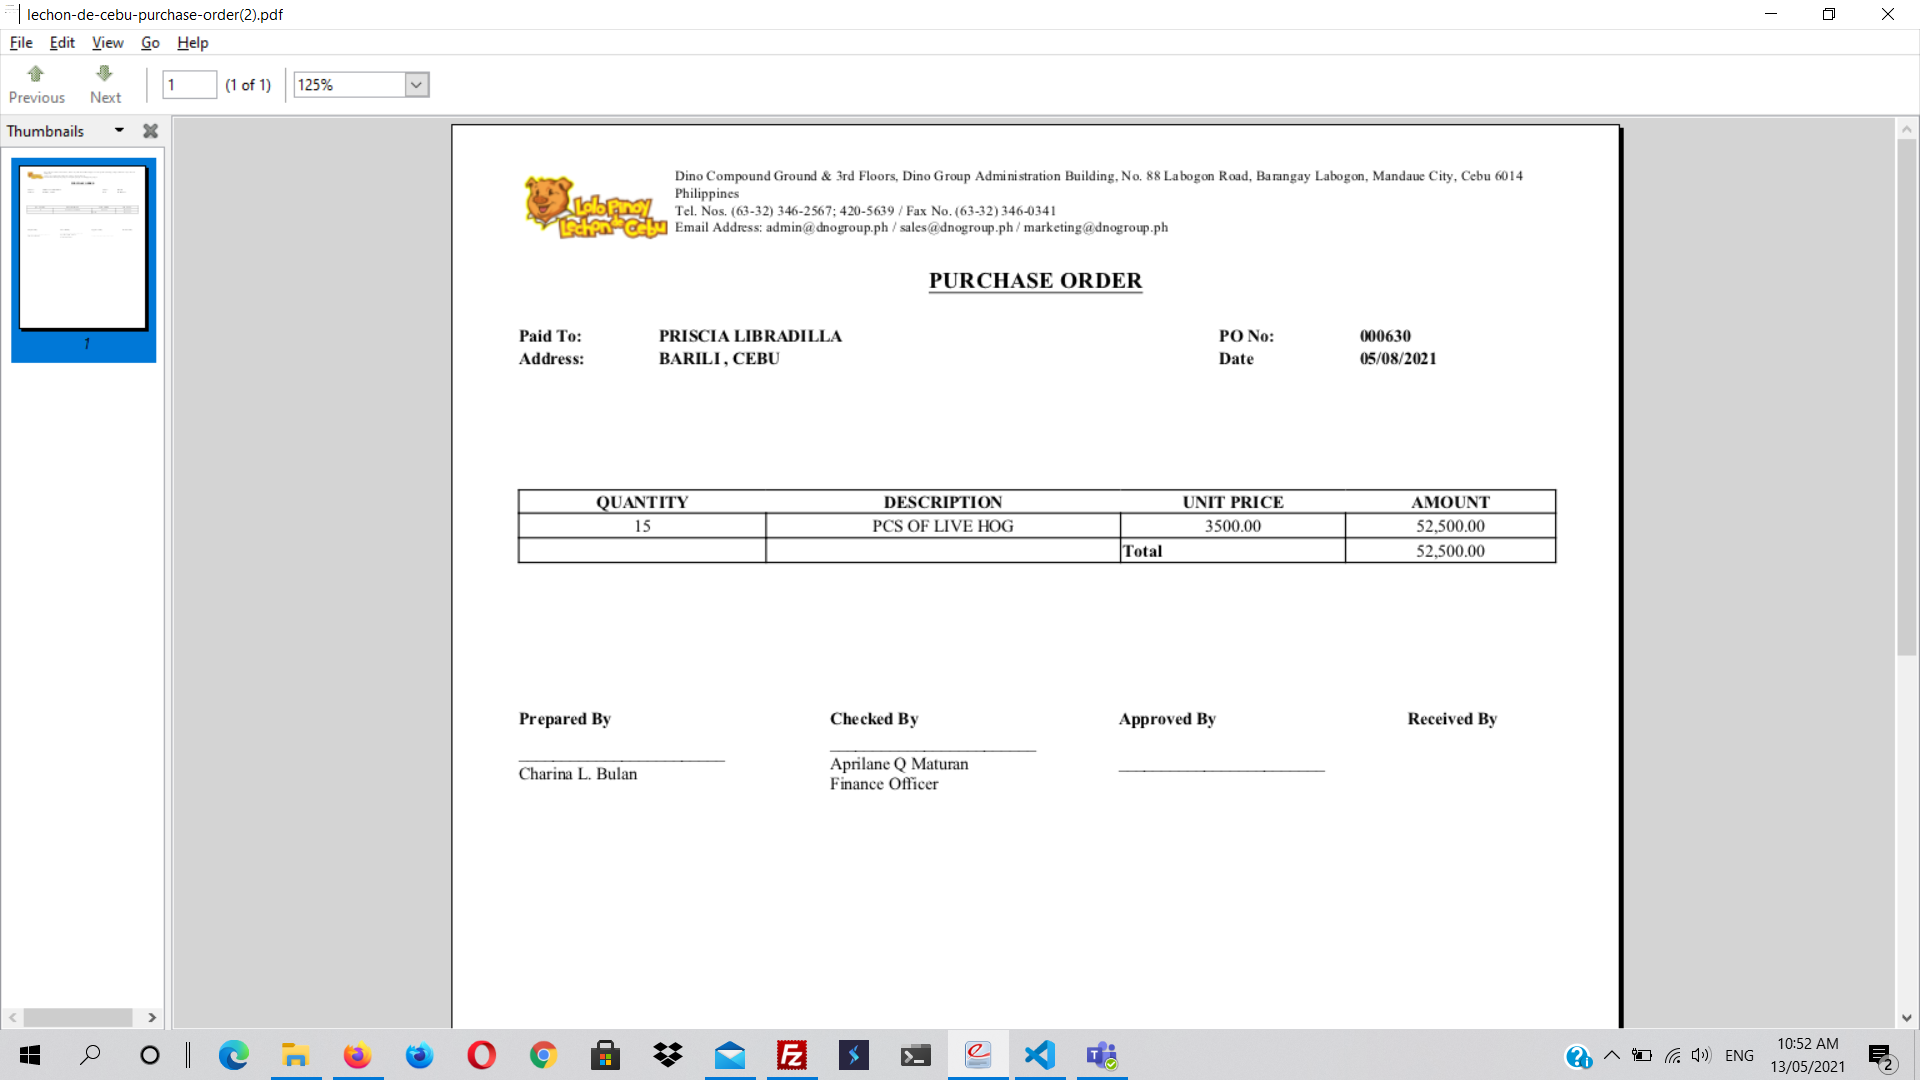 lechon-de-cebu-purchase-order(2).pdf
File Edit View Go Help
Previous Next 1 (1 of 1) 125%
Thumbnails
1
Lolo Pinoy
Lechon de Cebu
Dino Compound Ground & 3rd Floors, Dino Group Administration Building, No. 88 Labogon Road, Barangay Labogon, Mandaue City, Cebu 6014
Philippines
Tel. Nos. (63-32) 346-2567; 420-5639 / Fax No. (63-32) 346-0341
Email Address: admin@dnogroup.ph / sales@dnogroup.ph / marketing@dnogroup.ph
PURCHASE ORDER
Paid To: PRISCIA LIBRADILLA PO No: 000630
Address: BARILI , CEBU Date 05/08/2021
QUANTITY DESCRIPTION UNIT PRICE AMOUNT
15 PCS OF LIVE HOG 3500.00 52,500.00
Total 52,500.00
Prepared By Checked By Approved By Received By
Charina L. Bulan Aprilane Q Maturan
Finance Officer
ENG 10:52 AM
13/05/2021
2